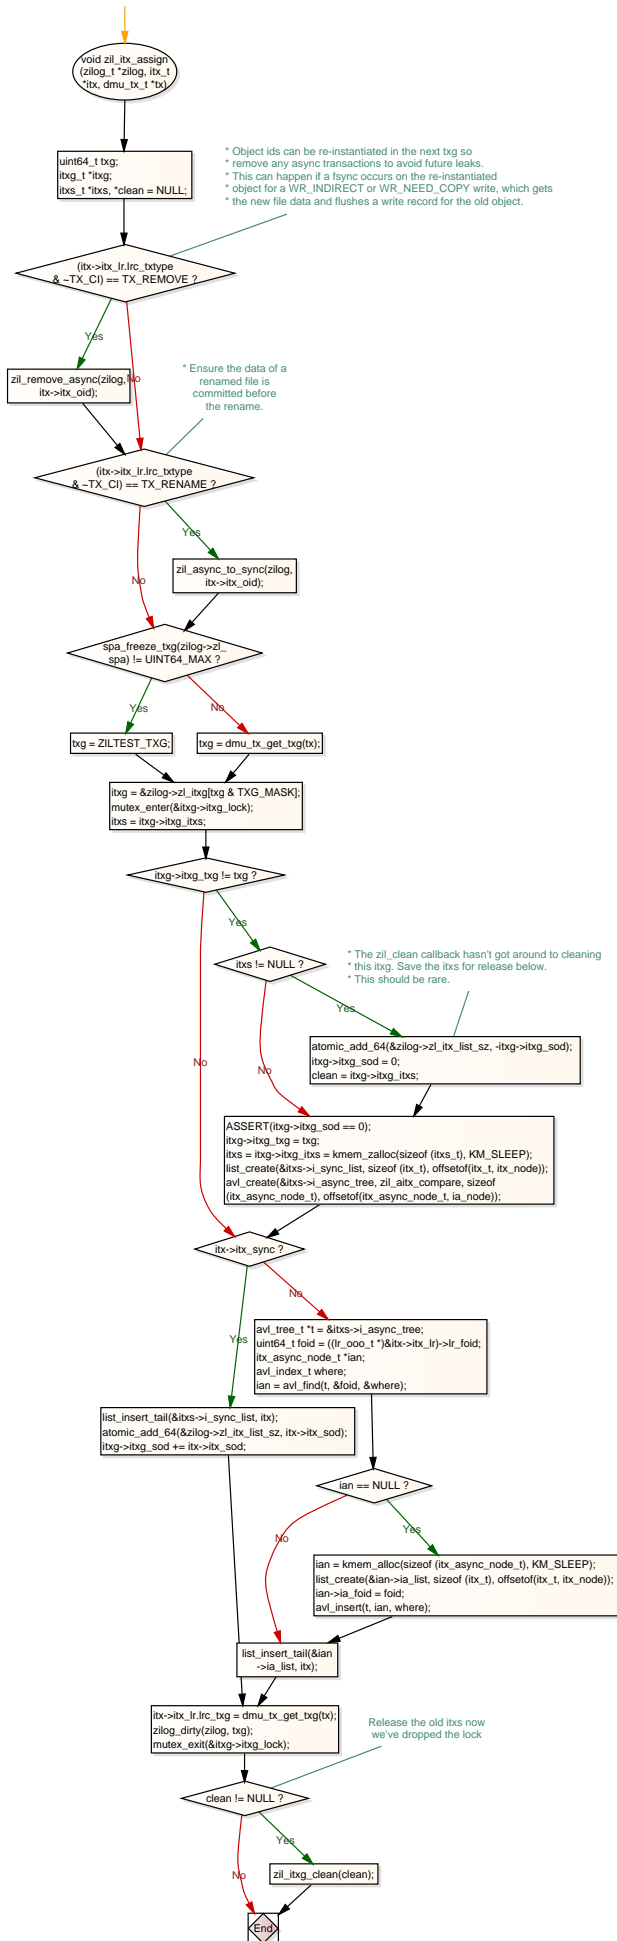 void zil_itx_assign
(zilog_t *zilog, itx_t
*itx, dmu_tx_t *tx)
uint64_t txg;
itxg_t *itxg;
itxs_t *itxs, *clean = NULL;
* Object ids can be re-instantiated in the next txg so
* remove any async transactions to avoid future leaks.
* This can happen if a fsync occurs on the re-instantiated
* object for a WR_INDIRECT or WR_NEED_COPY write, which gets
* the new file data and flushes a write record for the old object.
(itx->itx_lr.lrc_txtype
& ~TX_CI) == TX_REMOVE ?
Yes
No
zil_remove_async(zilog,
itx->itx_oid);
* Ensure the data of a
renamed file is
committed before
the rename.
(itx->itx_lr.lrc_txtype
& ~TX_CI) == TX_RENAME ?
Yes
No
zil_async_to_sync(zilog,
itx->itx_oid);
spa_freeze_txg(zilog->zl_
spa) != UINT64_MAX ?
Yes
No
txg = ZILTEST_TXG;
txg = dmu_tx_get_txg(tx);
itxg = &zilog->zl_itxg[txg & TXG_MASK];
mutex_enter(&itxg->itxg_lock);
itxs = itxg->itxg_itxs;
itxg->itxg_txg != txg ?
Yes
No
itxs != NULL ?
* The zil_clean callback hasn't got around to cleaning
* this itxg. Save the itxs for release below.
* This should be rare.
Yes
No
atomic_add_64(&zilog->zl_itx_list_sz, -itxg->itxg_sod);
itxg->itxg_sod = 0;
clean = itxg->itxg_itxs;
ASSERT(itxg->itxg_sod == 0);
itxg->itxg_txg = txg;
itxs = itxg->itxg_itxs = kmem_zalloc(sizeof (itxs_t), KM_SLEEP);
list_create(&itxs->i_sync_list, sizeof (itx_t), offsetof(itx_t, itx_node));
avl_create(&itxs->i_async_tree, zil_aitx_compare, sizeof
(itx_async_node_t), offsetof(itx_async_node_t, ia_node));
itx->itx_sync ?
No
Yes
avl_tree_t *t = &itxs->i_async_tree;
uint64_t foid = ((lr_ooo_t *)&itx->itx_lr)->lr_foid;
itx_async_node_t *ian;
avl_index_t where;
ian = avl_find(t, &foid, &where);
list_insert_tail(&itxs->i_sync_list, itx);
atomic_add_64(&zilog->zl_itx_list_sz, itx->itx_sod);
itxg->itxg_sod += itx->itx_sod;
ian == NULL ?
Yes
No
ian = kmem_alloc(sizeof (itx_async_node_t), KM_SLEEP);
list_create(&ian->ia_list, sizeof (itx_t), offsetof(itx_t, itx_node));
ian->ia_foid = foid;
avl_insert(t, ian, where);
list_insert_tail(&ian
->ia_list, itx);
itx->itx_lr.lrc_txg = dmu_tx_get_txg(tx);
zilog_dirty(zilog, txg);
mutex_exit(&itxg->itxg_lock);
Release the old itxs now
we've dropped the lock
clean != NULL ?
Yes
No
zil_itxg_clean(clean);
End